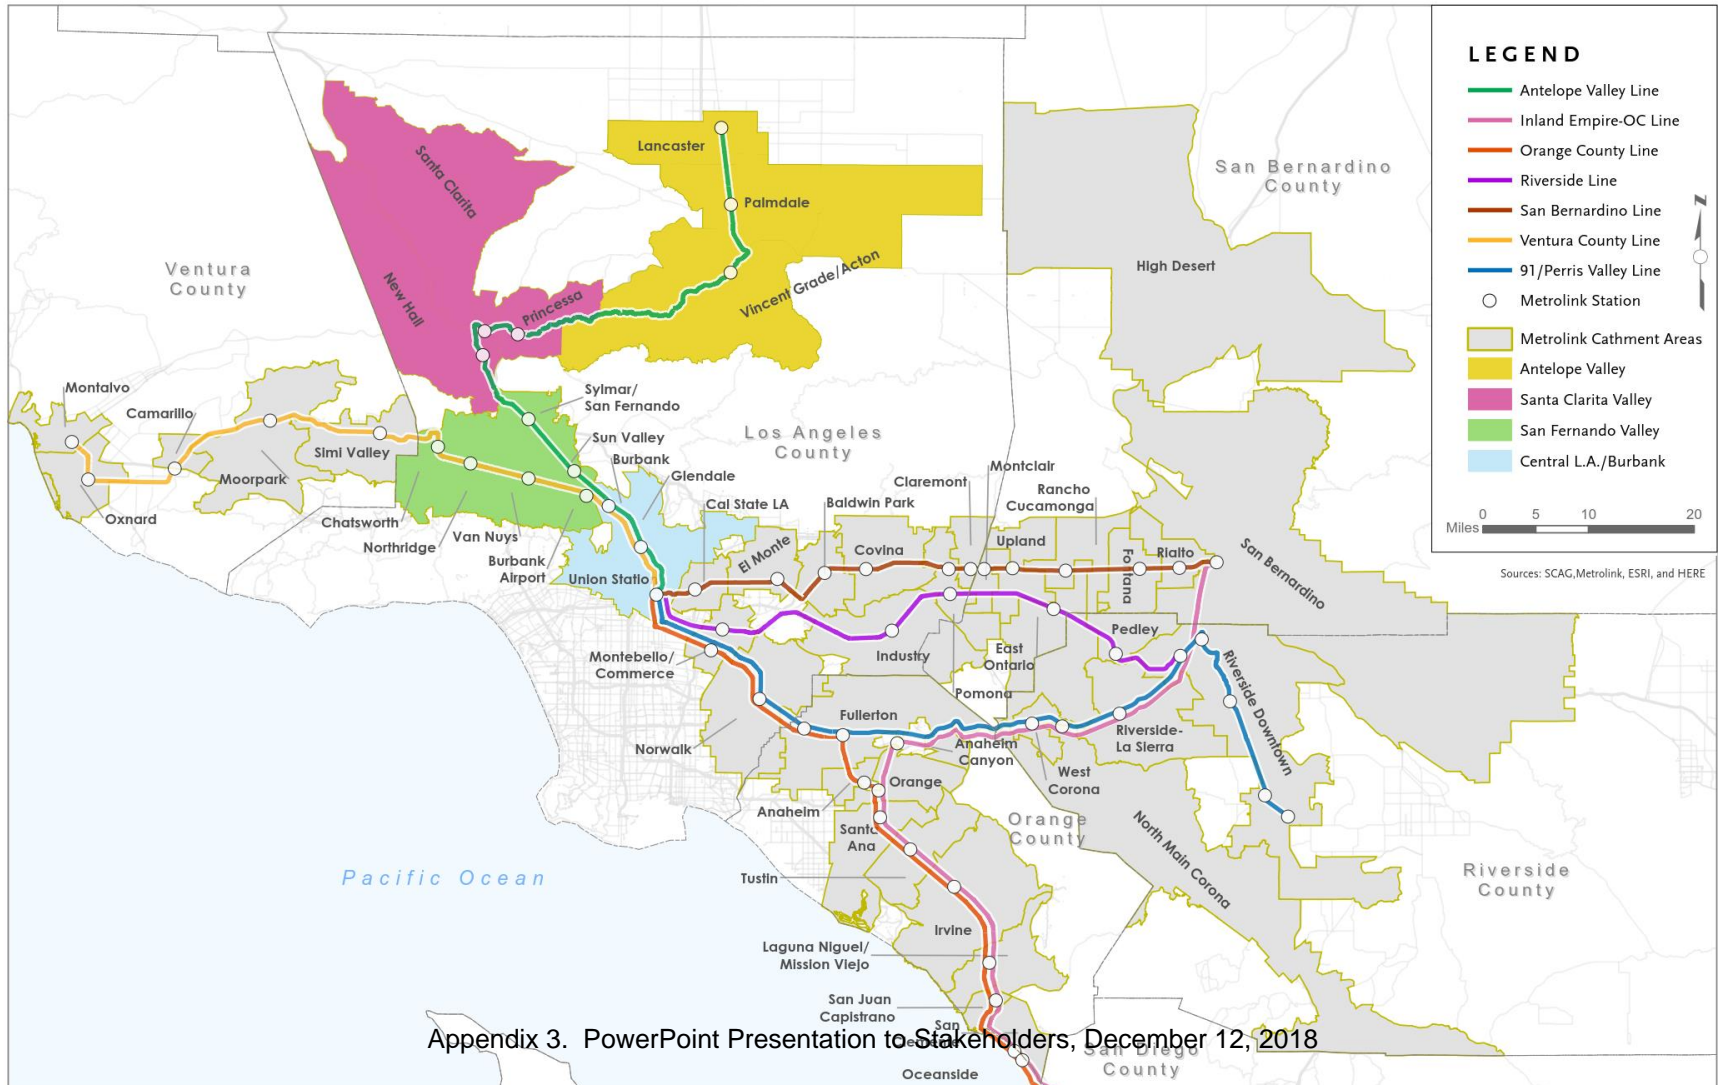 LEGEND
Antelope Valley Line
Inland Empire-OC Line
Orange County Line
Riverside Line
San Bernardino Line
Ventura County Line
91/Perris Valley Line
Metrolink Station
Metrolink Cathment Areas
Antelope Valley
Santa Clarita Valley
San Fernando Valley
Central L.A./Burbank
N
Miles
0
5
10
20
Sources: SCAG,Metrolink, ESRI, and HERE
Lancaster
Palmdale
Vincent Grade/Acton
Santa Clarita
New Hall
Princessa
San Bernardino
County
High Desert
Ventura
County
Los Angeles
County
Montalvo
Camarillo
Oxnard
Moorpark
Simi Valley
Chatsworth
Northridge
Van Nuys
Burbank
Airport
Sylmar/
San Fernando
Sun Valley
Burbank
Glendale
Union Statio
Cal State LA
El Monte
Baldwin Park
Covina
Claremont
Montclair
Upland
Rancho
Cucamonga
Fontana
Rialto
San Bernardino
Montebello/
Commerce
Industry
Pomona
East
Ontario
Pedley
Riverside Downtown
Norwalk
Fullerton
Anaheim
Canyon
West
Corona
Riverside-
La Sierra
North Main Corona
Anaheim
Orange
Santa
Ana
Tustin
Irvine
Laguna Niguel/
Mission Viejo
San Juan
Capistrano
San
Clemente
Oceanside
Orange
County
Riverside
County
San Diego
County
Pacific Ocean
Appendix 3. PowerPoint Presentation to Stakeholders, December 12, 2018